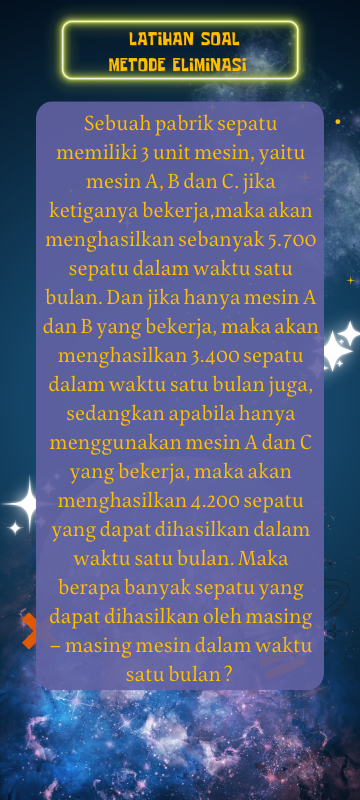 LATIHAN SOAL
METODE ELIMINASI
Sebuah pabrik sepatu
memiliki 3 unit mesin, yaitu
mesin A, B dan C. jika
ketiganya bekerja,maka akan
menghasilkan sebanyak 5.700
sepatu dalam waktu satu
bulan. Dan jika hanya mesin A
dan B yang bekerja, maka akan
menghasilkan 3.400 sepatu
dalam waktu satu bulan juga,
sedangkan apabila hanya
menggunakan mesin A dan C
yang bekerja, maka akan
menghasilkan 4.200 sepatu
yang dapat dihasilkan dalam
waktu satu bulan. Maka
berapa banyak sepatu yang
dapat dihasilkan oleh masing
– masing mesin dalam waktu
satu bulan ?